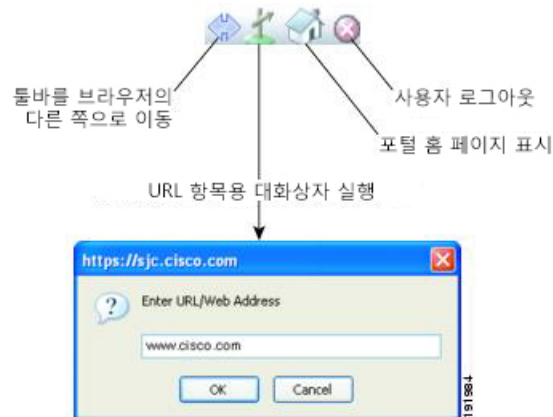 툴바를 브라우저의
다른 쪽으로 이동
사용자 로그아웃
포털 홈 페이지 표시
URL 항목용 대화상자 실행
https://sjc.cisco.com
Enter URL/Web Address
www.cisco.com
OK
Cancel
191984